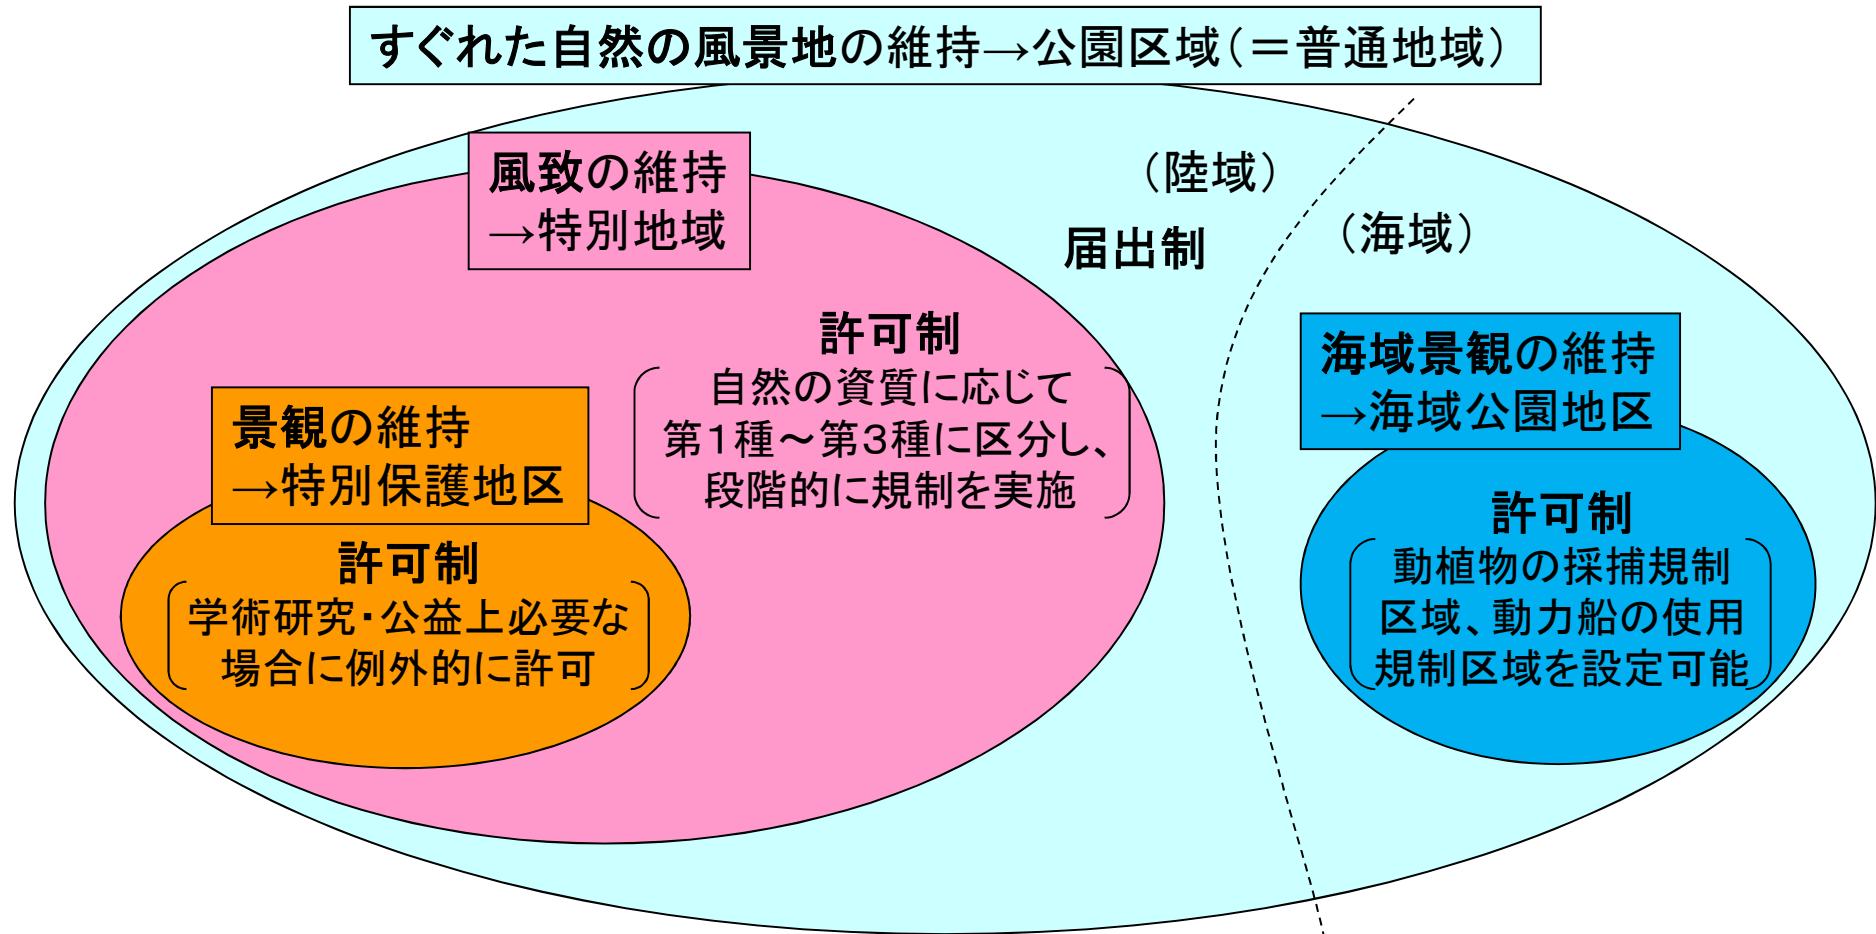 すぐれた自然の風景地の維持→公園区域（＝普通地域）
風致の維持
→特別地域
（陸域）
届出制
（海域）
許可制
自然の資質に応じて
第１種～第３種に区分し、
段階的に規制を実施
景観の維持
→特別保護地区
許可制
学術研究・公益上必要な
場合に例外的に許可
海域景観の維持
→海域公園地区
許可制
動植物の採捕規制
区域、動力船の使用
規制区域を設定可能